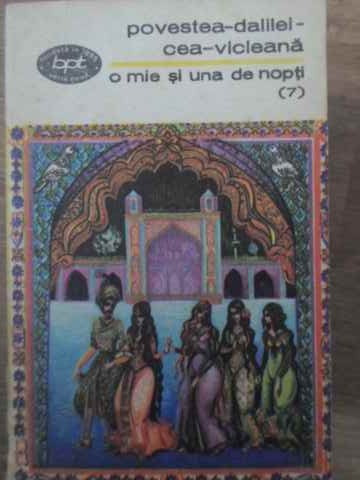 povestea-dalilei-
cea-vicleană
o mie și una de nopți
(7)
bpt